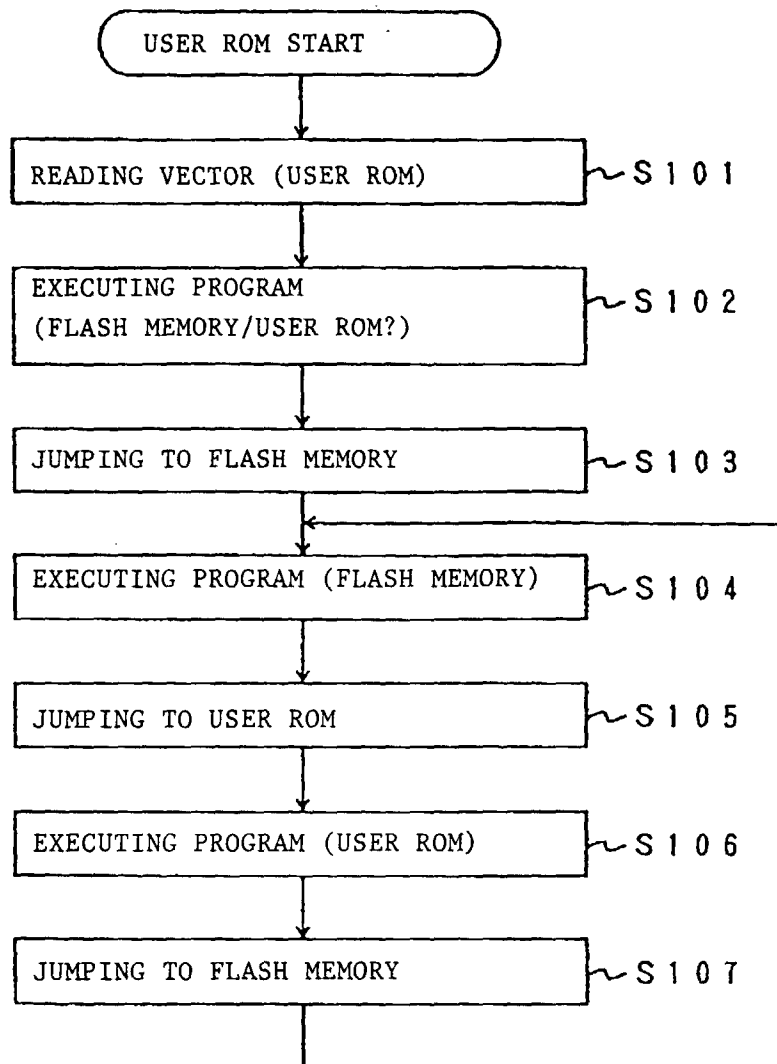 USER ROM START
READING VECTOR (USER ROM) S101
EXECUTING PROGRAM
(FLASH MEMORY/USER ROM?) S102
JUMPING TO FLASH MEMORY S103
EXECUTING PROGRAM (FLASH MEMORY) S104
JUMPING TO USER ROM S105
EXECUTING PROGRAM (USER ROM) S106
JUMPING TO FLASH MEMORY S107